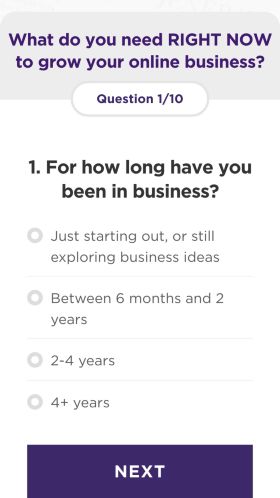 What do you need RIGHT NOW
to grow your online business?
Question 1/10
1. For how long have you
been in business?
Just starting out, or still
exploring business ideas
Between 6 months and 2
years
2-4 years
4+ years
NEXT